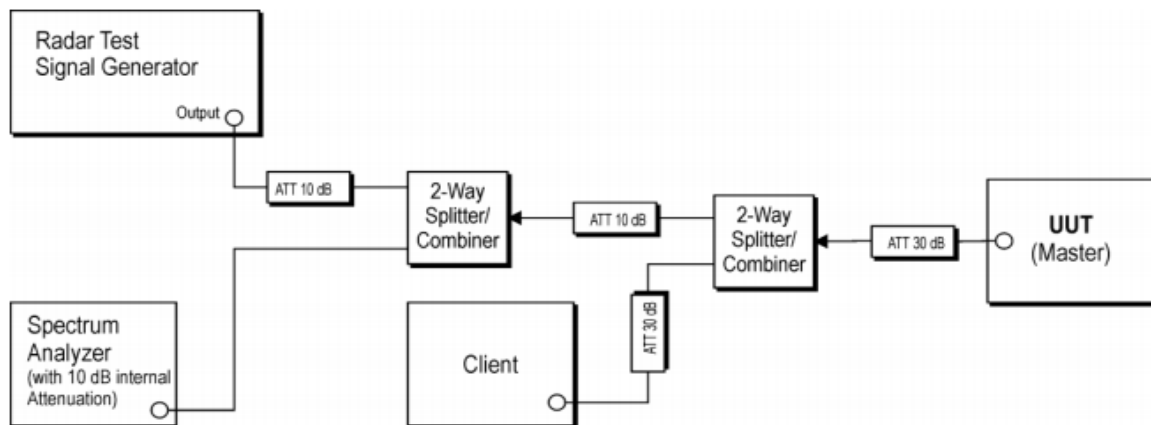 Radar Test
Signal Generator
Output
ATT 10 dB
2-Way
Splitter/
Combiner
ATT 10 dB
2-Way
Splitter/
Combiner
ATT 30 dB
UUT
(Master)
Spectrum
Analyzer
(with 10 dB internal
Attenuation)
Client
ATT 30 dB